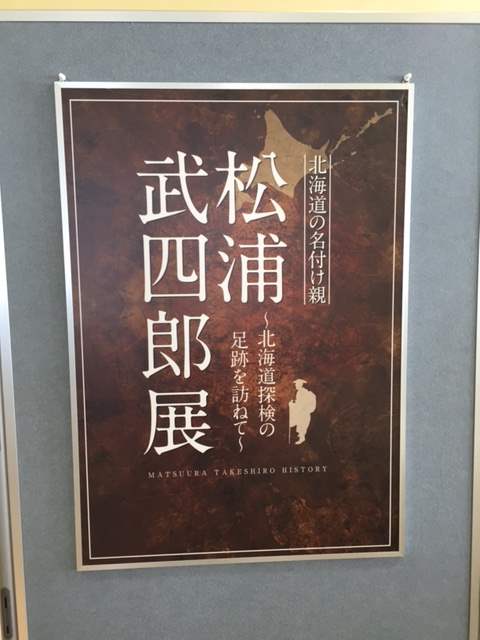 北海道の名付け親
松浦
武四郎展
〜北海道探検の
足跡を訪ねて〜
MATSUURA TAKESHIRO HISTORY